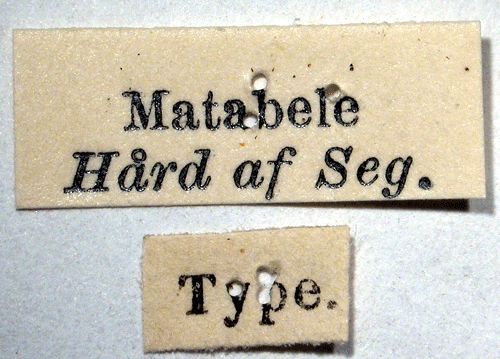 Matabele
Hård af Seg.
Type.